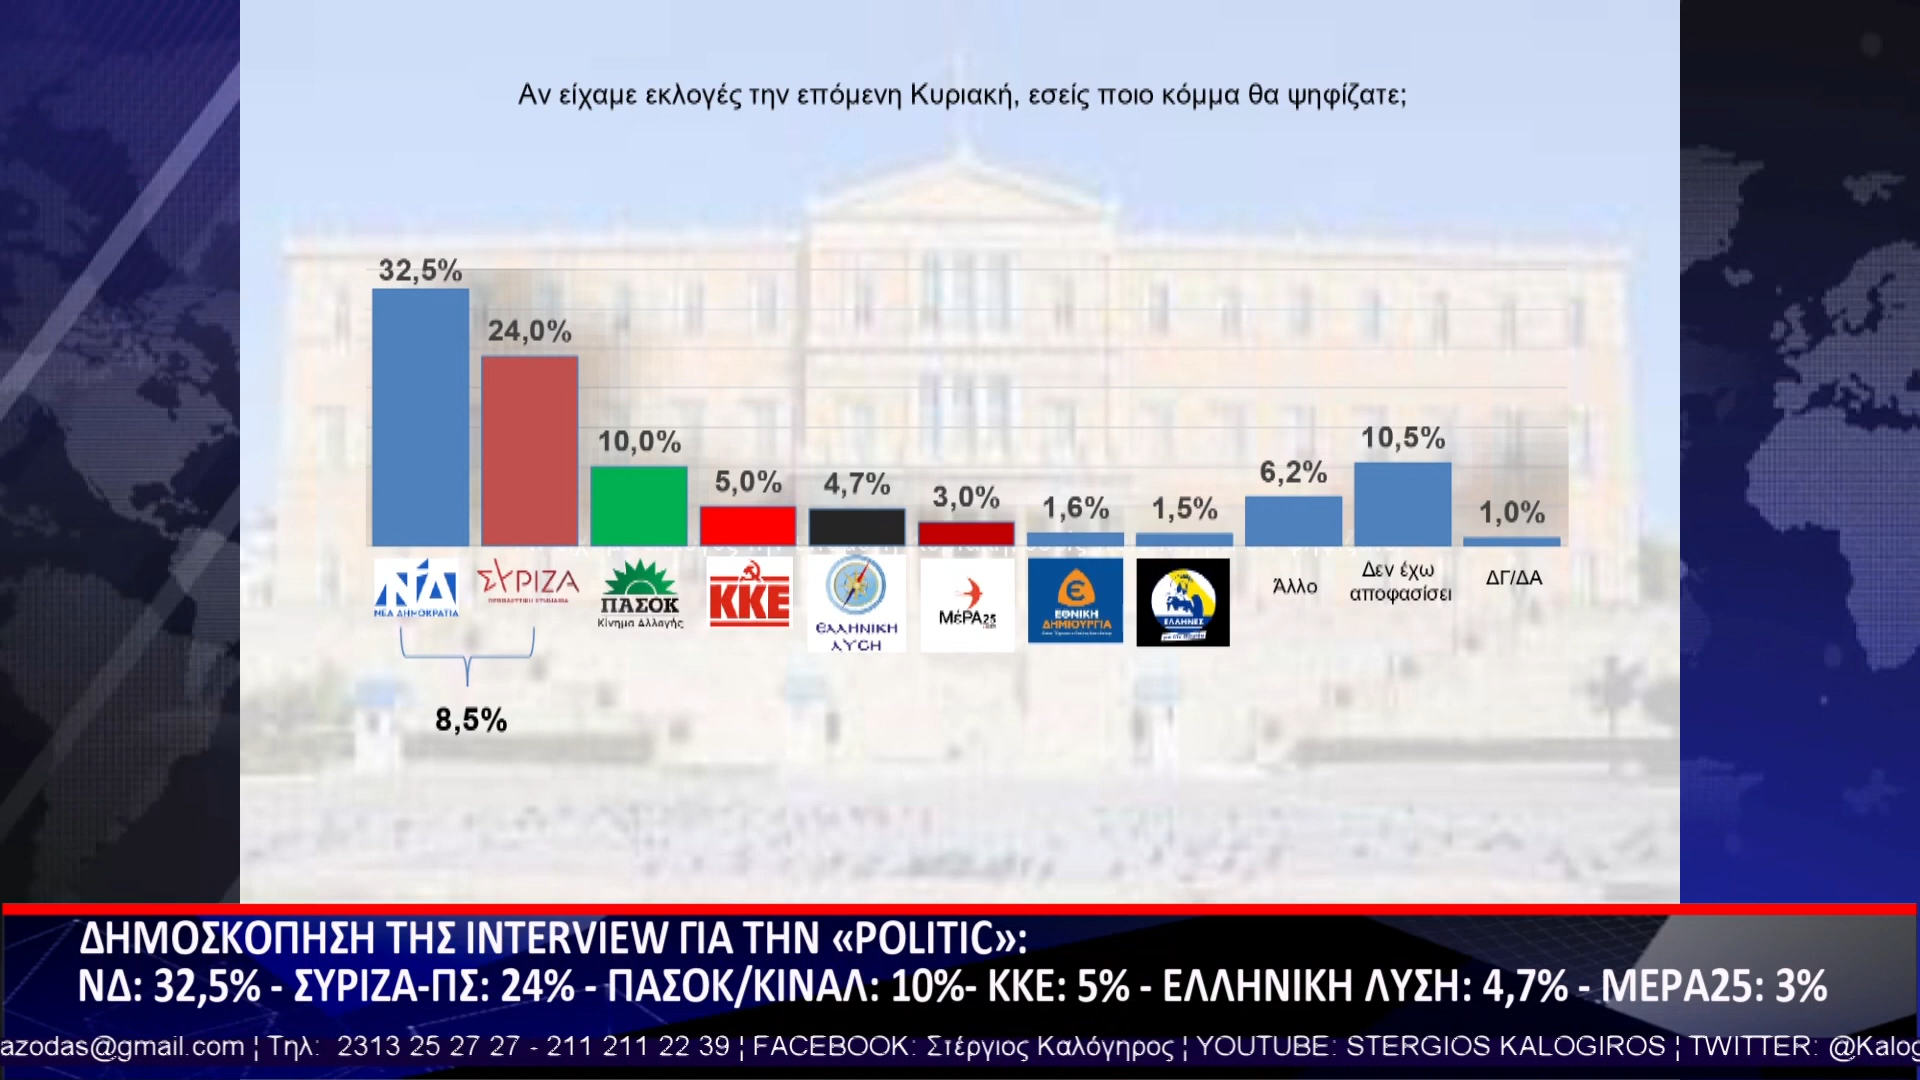 Αν είχαμε εκλογές την επόμενη Κυριακή, εσείς ποιο κόμμα θα ψηφίζατε;
32,5%
24,0%
10,0%
5,0%
4,7%
3,0%
1,6%
1,5%
6,2%
10,5%
1,0%
ΝΔ
ΝΕΑ ΔΗΜΟΚΡΑΤΙΑ
ΣΥΡΙΖΑ
ΠΑΣΟΚ
Κίνημα Αλλαγής
ΚΚΕ
ΕΛΛΗΝΙΚΗ
ΛΥΣΗ
ΜέΡΑ25
ΕΘΝΙΚΗ
ΔΗΜΙΟΥΡΓΙΑ
ΕΛΛΗΝΕΣ
Άλλο
Δεν έχω
αποφασίσει
ΔΓ/ΔΑ
8,5%
ΔΗΜΟΣΚΟΠΗΣΗ ΤΗΣ INTERVIEW ΓΙΑ ΤΗΝ «POLITIC»:
ΝΔ: 32,5% - ΣΥΡΙΖΑ-ΠΣ: 24% - ΠΑΣΟΚ/ΚΙΝΑΛ: 10%- ΚΚΕ: 5% - ΕΛΛΗΝΙΚΗ ΛΥΣΗ: 4,7% - ΜΕΡΑ25: 3%
azodas@gmail.com ¦ Τηλ: 2313 25 27 27 - 211 211 22 39 ¦ FACEBOOK: Στέργιος Καλόγηρος ¦ YOUTUBE: STERGIOS KALOGIROS ¦ TWITTER: @Kalog